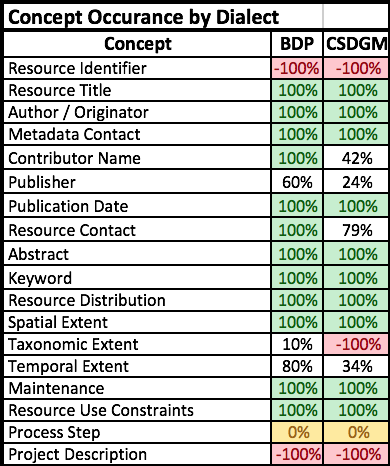 Concept Occurance by Dialect
Concept BDP CSDGM
Resource Identifier -100% -100%
Resource Title 100% 100%
Author / Originator 100% 100%
Metadata Contact 100% 100%
Contributor Name 100% 42%
Publisher 60% 24%
Publication Date 100% 100%
Resource Contact 100% 79%
Abstract 100% 100%
Keyword 100% 100%
Resource Distribution 100% 100%
Spatial Extent 100% 100%
Taxonomic Extent 10% -100%
Temporal Extent 80% 34%
Maintenance 100% 100%
Resource Use Constraints 100% 100%
Process Step 0% 0%
Project Description -100% -100%